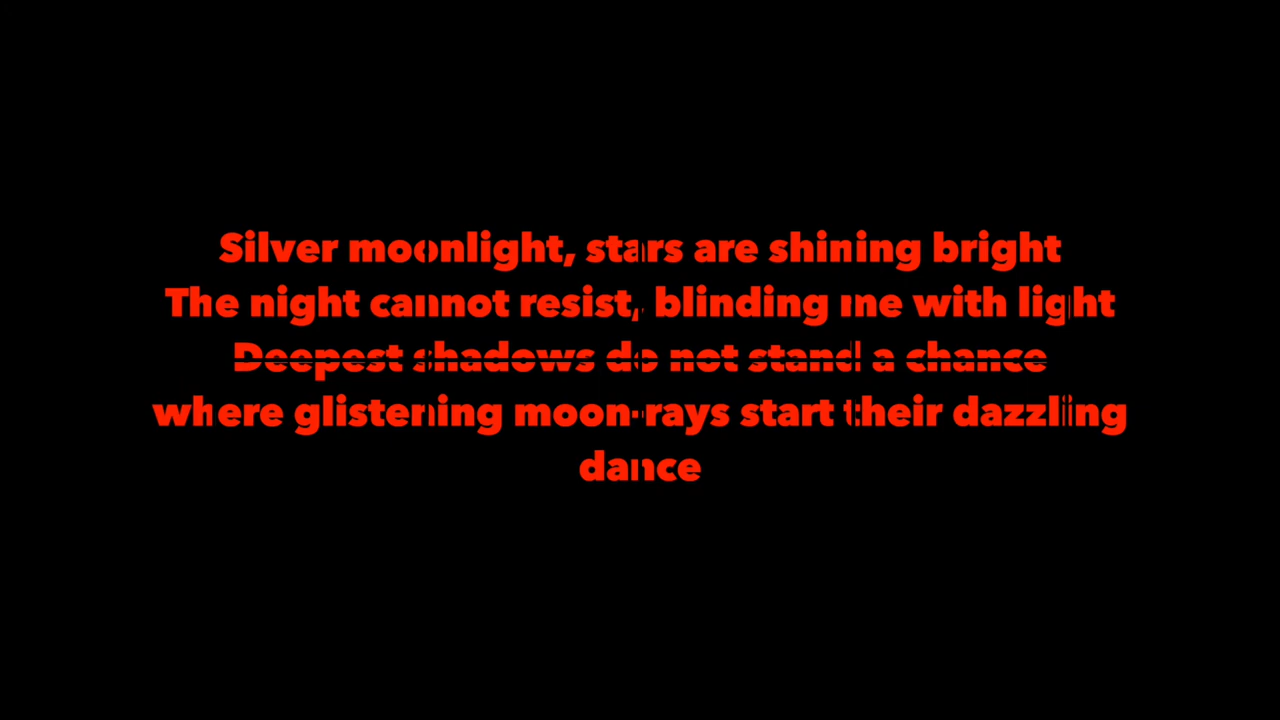 Silver moonlight, stars are shining bright
The night cannot resist, blinding me with light
Deepest shadows do not stand a chance
where glistening moon-rays start their dazzling
dance